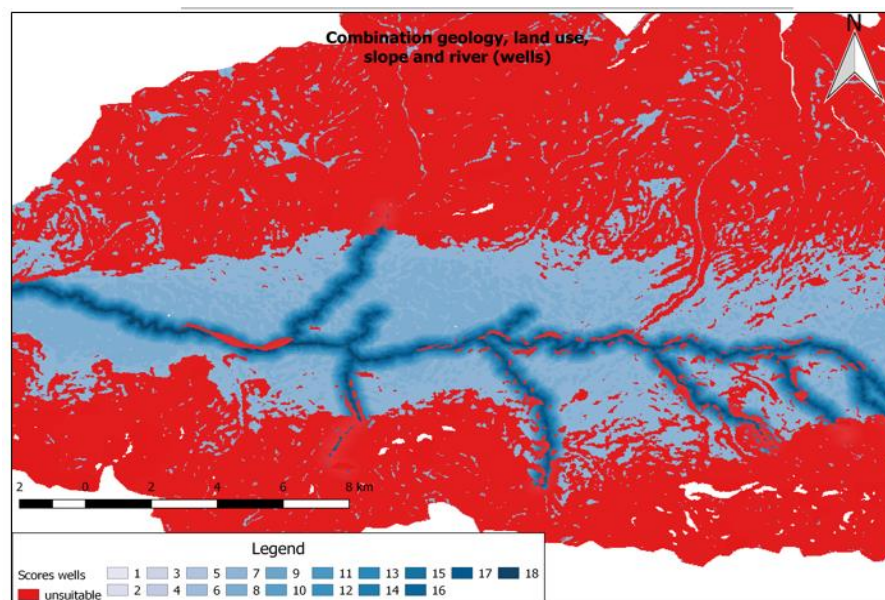 Combination geology, land use,
slope and river (wells)
N
2 0 2 4 6 8 km
Legend
Scores wells 1 3 5 7 9 11 13 15 17 18
unsuitable 2 4 6 8 10 12 14 16